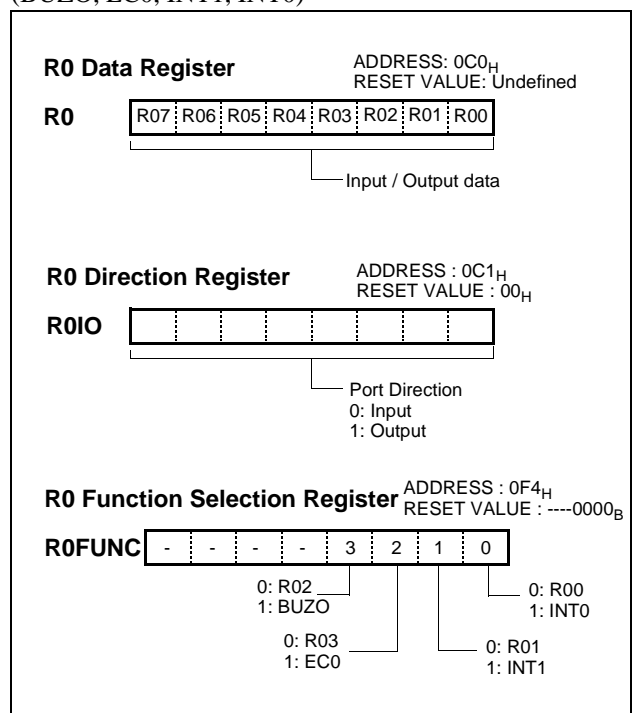 (BUZO, EC0, INT1, INT0)
R0 Data Register
ADDRESS: 0C0H
RESET VALUE: Undefined
R0
R07 R06 R05 R04 R03 R02 R01 R00
Input / Output data
R0 Direction Register
ADDRESS : 0C1H
RESET VALUE : 00H
R0IO
Port Direction
0: Input
1: Output
R0 Function Selection Register
ADDRESS : 0F4H
RESET VALUE : ----0000B
R0FUNC
- - - - 3 2 1 0
0: R02
1: BUZO
0: R00
1: INT0
0: R03
1: EC0
0: R01
1: INT1